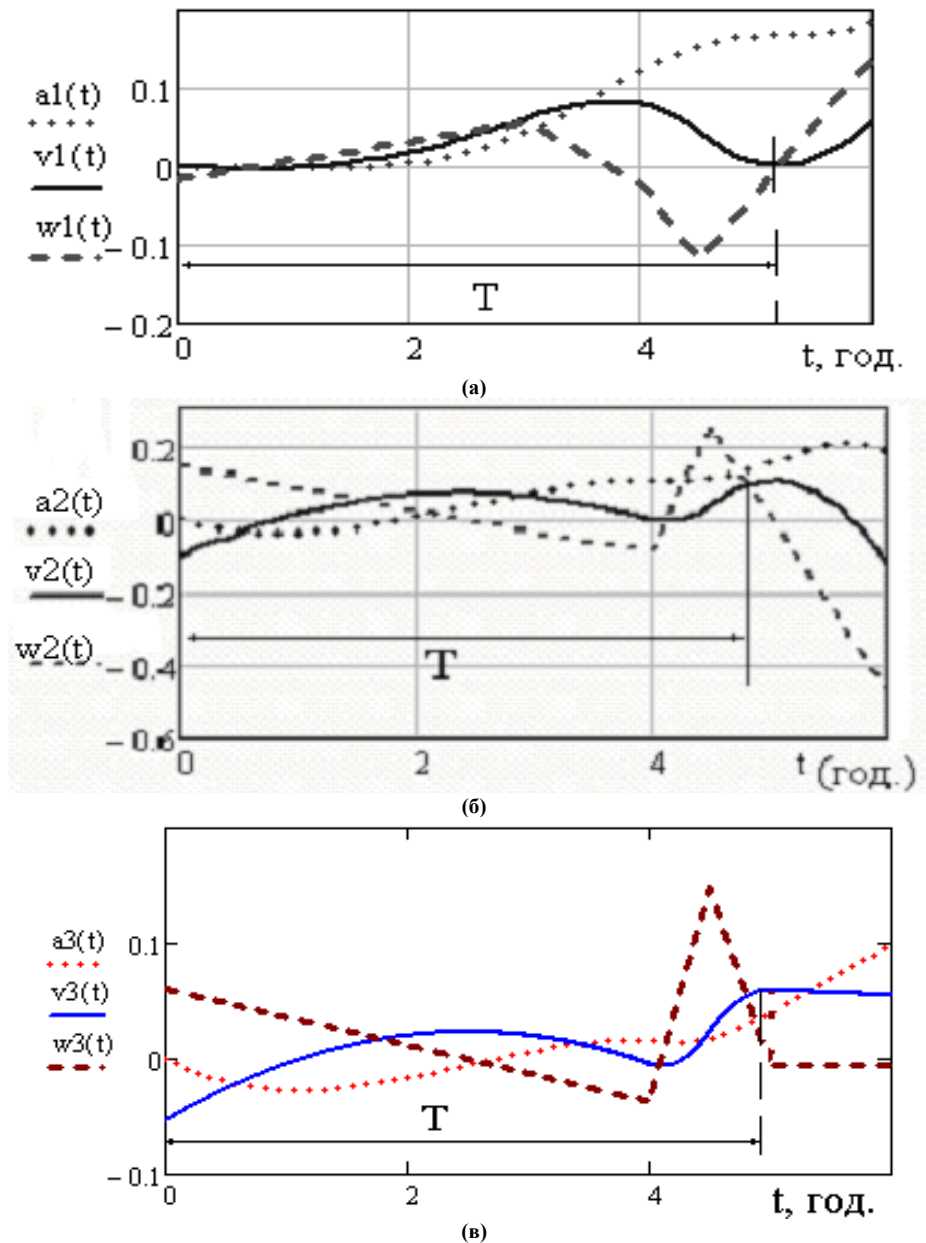 0.1
a1(t)
v1(t)
0
w1(t)
– 0.1
T
– 0.2
0
2
4
t, год.
(а)
0.2
a2(t)
0
v2(t)
– 0.2
w2(t)
– 0.4
T
– 0.6
0
2
4
t (год.)
(б)
a3(t)
0.1
v3(t)
w3(t)
0
T
– 0.1
0
2
4
t, год.
(в)